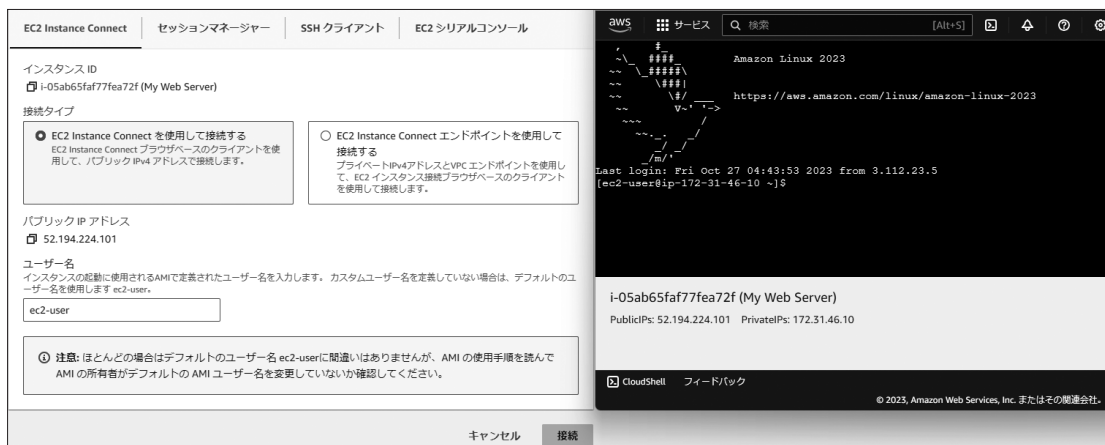 EC2 Instance Connect
セッションマネージャー
SSH クライアント
EC2 シリアルコンソール
インスタンス ID
i-05ab65faf77fea72f (My Web Server)
接続タイプ
EC2 Instance Connect を使用して接続する
EC2 Instance Connect ブラウザベースのクライアントを使
用して、パブリック IPv4 アドレスで接続します。
EC2 Instance Connect エンドポイントを使用して
接続する
プライベートIPv4アドレスとVPC エンドポイントを使用し
て、EC2 インスタンス接続ブラウザベースのクライアント
を使用して接続します。
パブリック IP アドレス
52.194.224.101
ユーザー名
インスタンスの起動に使用されるAMIで定義されたユーザー名を入力します。 カスタムユーザー名を定義していない場合は、デフォルトのユ
ーザー名を使用します ec2-user。
ec2-user
注意: ほとんどの場合はデフォルトのユーザー名 ec2-userに間違いはありませんが、AMI の使用手順を読んで
AMI の所有者がデフォルトの AMI ユーザー名を変更していないか確認してください。
キャンセル
接続
aws
サービス
検索
[Alt+S]
   ,     #_
   ~\_  ####_        Amazon Linux 2023
  ~~  \_#####\
  ~~     \###|
  ~~       \#/ ___   https://aws.amazon.com/linux/amazon-linux-2023
   ~~       V~' '->
    ~~~         /
      ~~._.   _/
         _/ _/
       _/m/'
Last login: Fri Oct 27 04:43:53 2023 from 3.112.23.5
[ec2-user@ip-172-31-46-10 ~]$
i-05ab65faf77fea72f (My Web Server)
PublicIPs: 52.194.224.101 PrivateIPs: 172.31.46.10
CloudShell
フィードバック
© 2023, Amazon Web Services, Inc. またはその関連会社。